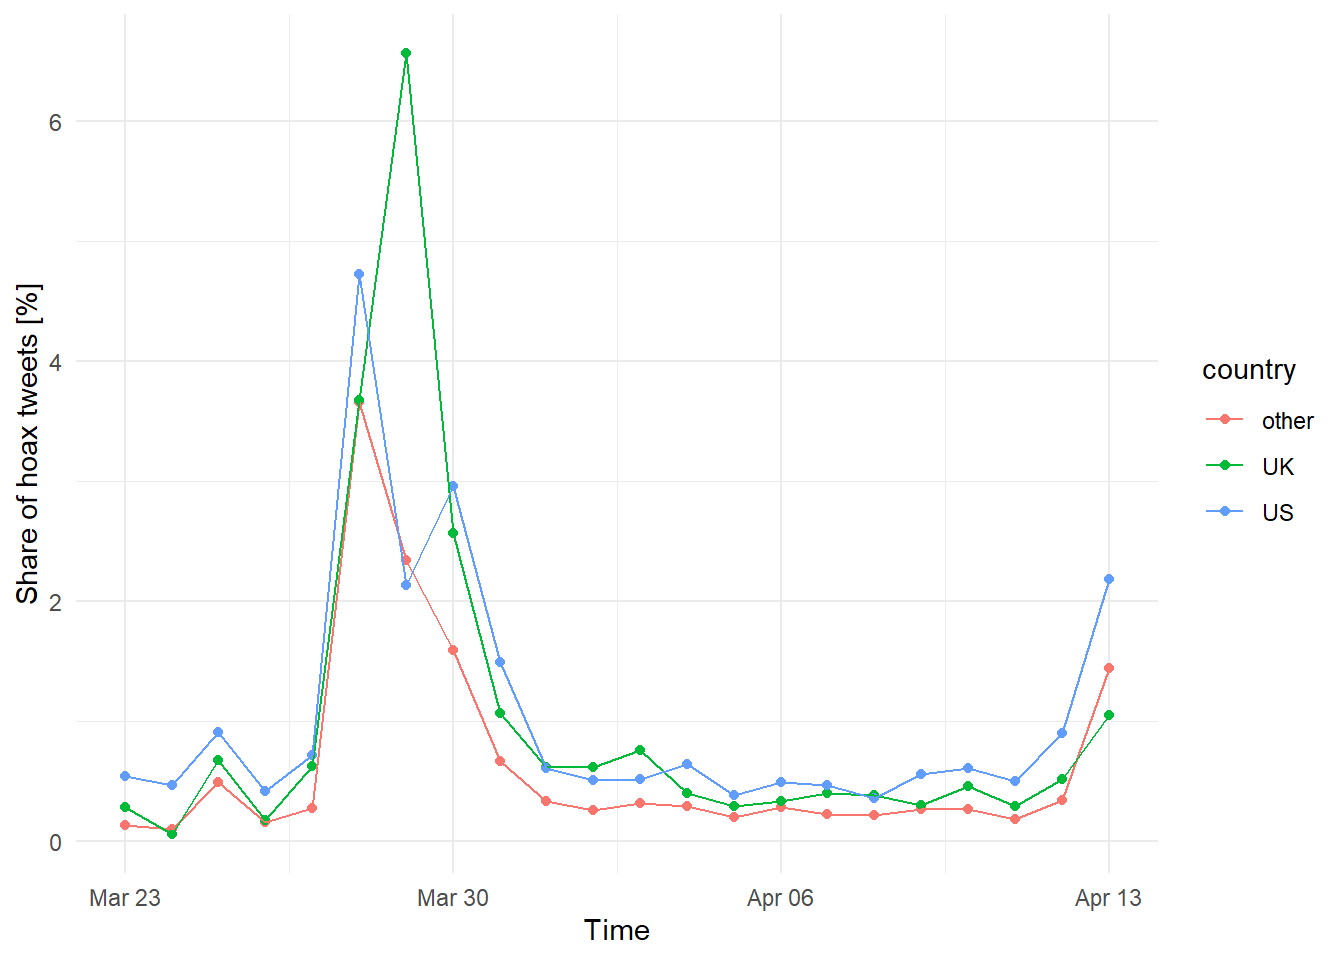 Share of hoax tweets [%]
6
4
2
0
Mar 23
Mar 30
Apr 06
Apr 13
Time
country
other
UK
US